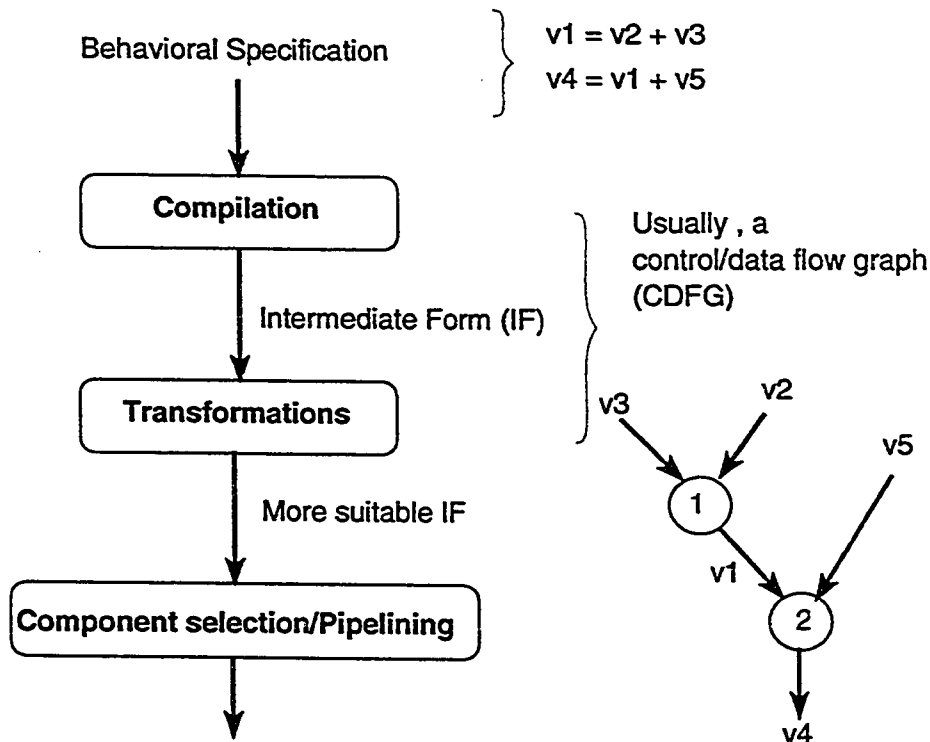 Behavioral Specification
v1 = v2 + v3
v4 = v1 + v5
Compilation
Usually , a
control/data flow graph
(CDFG)
Intermediate Form (IF)
Transformations
v3
v2
v5
1
More suitable IF
v1
Component selection/Pipelining
2
v4